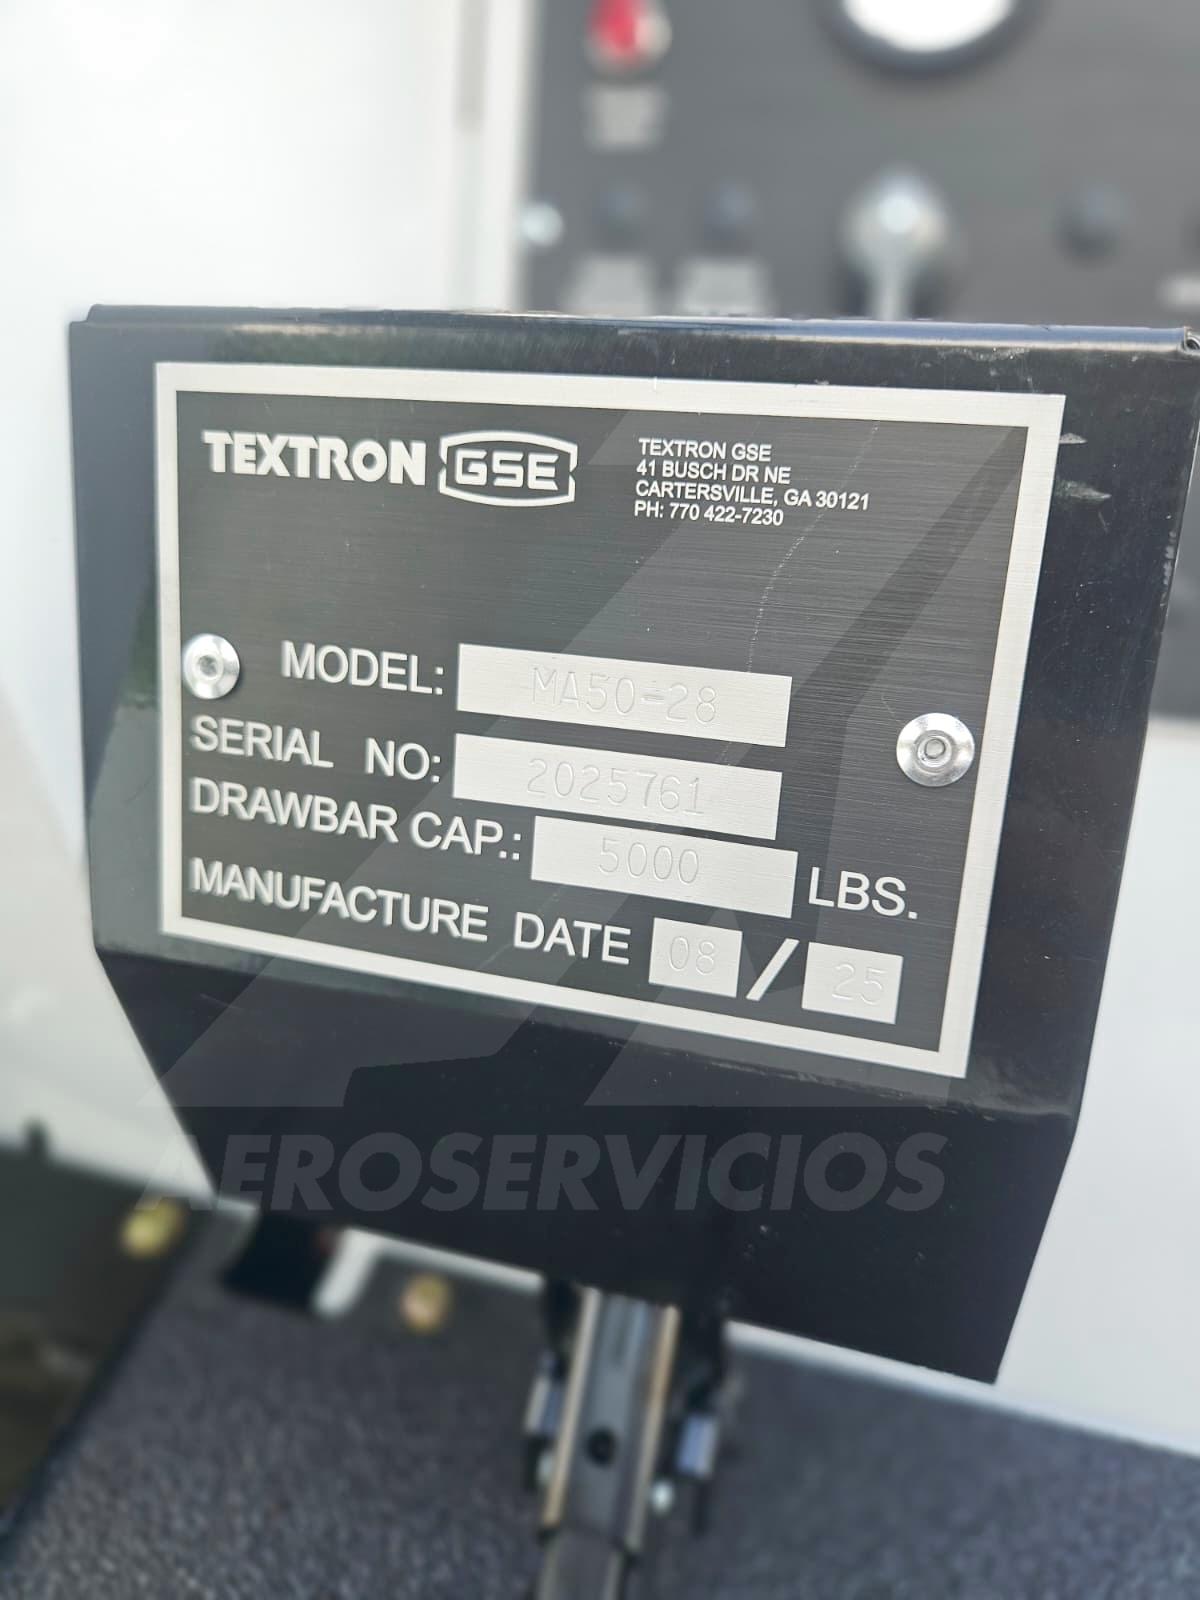 TEXTRON GSE
TEXTRON GSE
41 BUSCH DR NE
CARTERSVILLE, GA 30121
PH: 770 422-7230
MODEL: MA50-28
SERIAL NO: 2025761
DRAWBAR CAP.: 5000 LBS.
MANUFACTURE DATE 08 / 25
AEROSERVICIOS